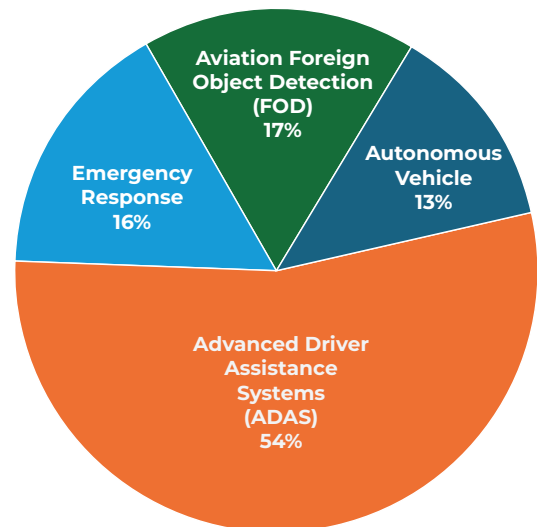 Aviation Foreign
Object Detection
(FOD)
17%
Autonomous
Vehicle
13%
Emergency
Response
16%
Advanced Driver
Assistance
Systems
(ADAS)
54%